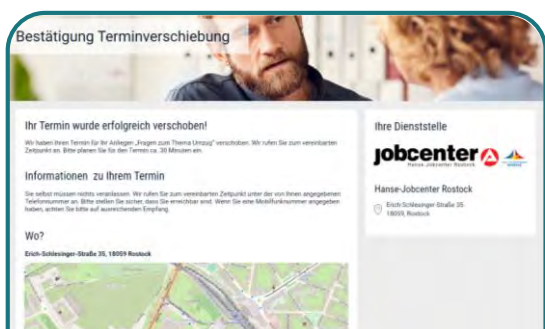 Bestätigung Terminverschiebung
Ihr Termin wurde erfolgreich verschoben!
Wir haben Ihren Termin für Ihr Anliegen „Fragen zum Thema Umzug“ verschoben. Wir rufen Sie zum vereinbarten
Zeitpunkt an. Bitte planen Sie für den Termin ca. 30 Minuten ein.
Informationen zu Ihrem Termin
Sie selbst müssen nichts veranlassen. Wir rufen Sie zum vereinbarten Zeitpunkt unter der von Ihnen angegebenen
Telefonnummer an. Bitte stellen Sie sicher, dass Sie erreichbar sind. Wenn Sie eine Mobilfunknummer angegeben
haben, achten Sie bitte auf ausreichenden Empfang.
Wo?
Erich-Schlesinger-Straße 35, 18059 Rostock
Ihre Dienststelle
jobcenter
Hanse Jobcenter Rostock
Hanse-Jobcenter Rostock
Erich-Schlesinger-Straße 35
18059, Rostock